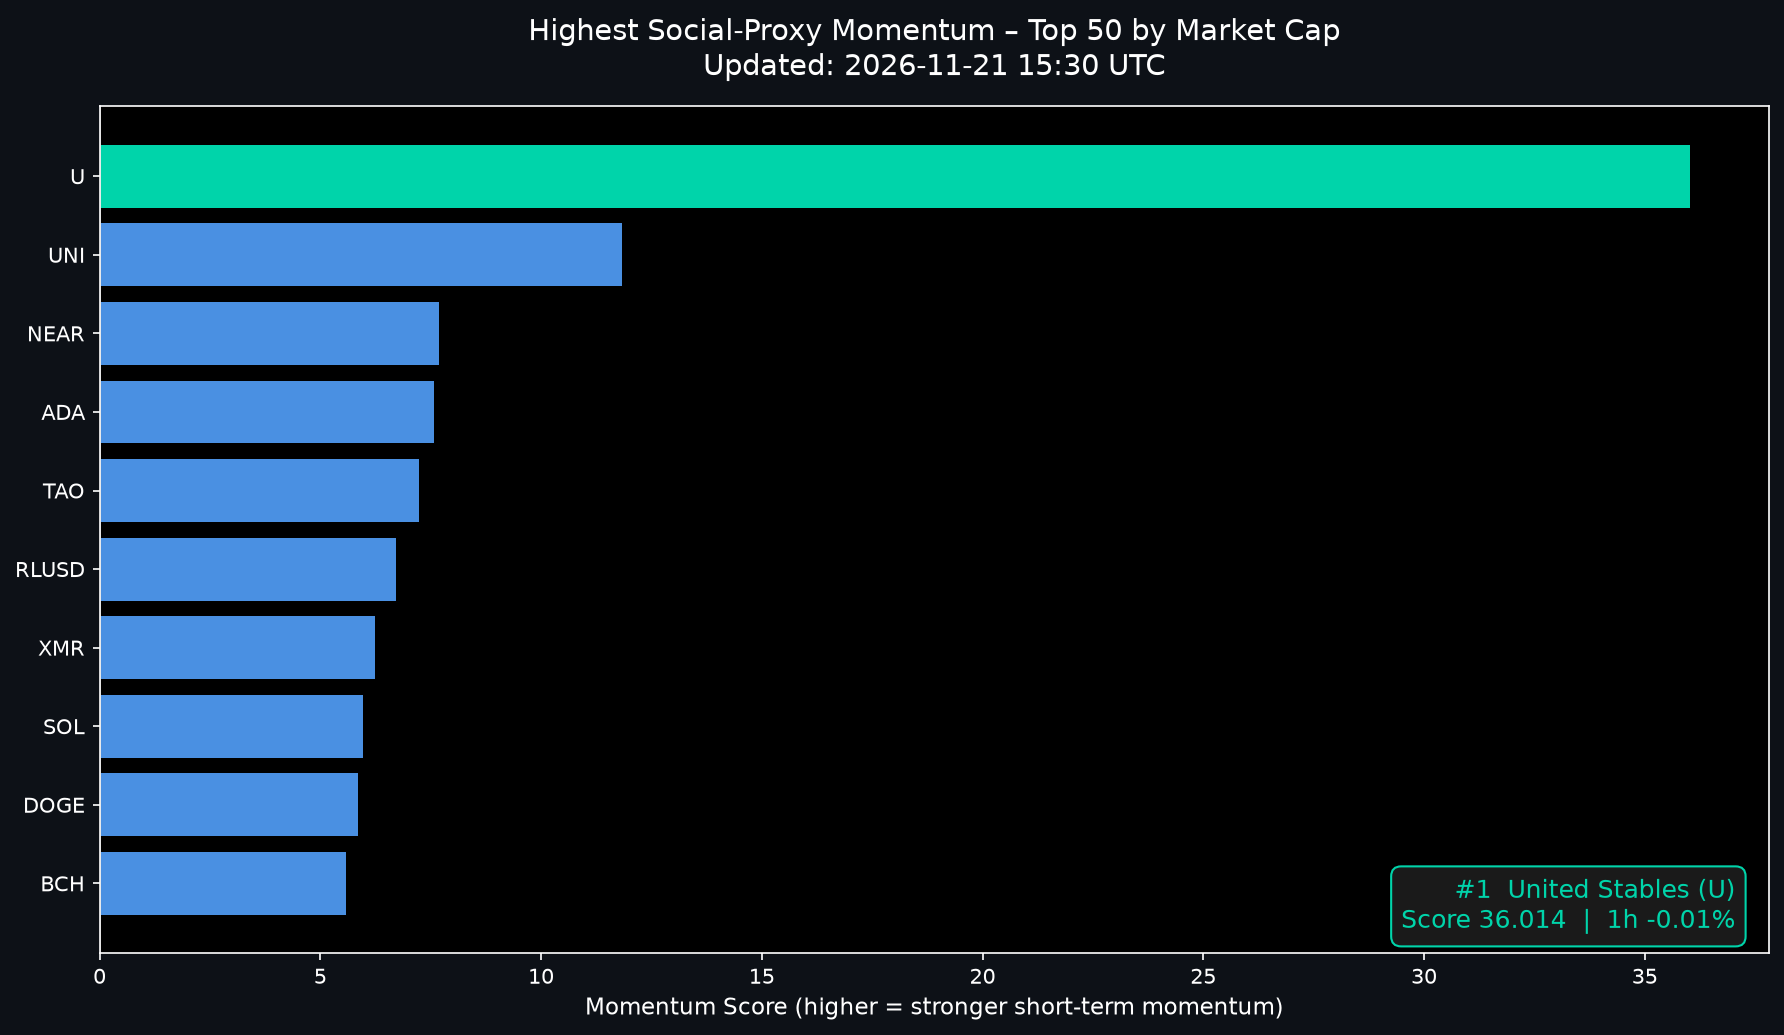 Highest Social-Proxy Momentum – Top 50 by Market Cap
Updated: 2026-11-21 15:30 UTC
U
UNI
NEAR
ADA
TAO
RLUSD
XMR
SOL
DOGE
BCH
#1 United Stables (U)
Score 36.014 | 1h -0.01%
0 5 10 15 20 25 30 35
Momentum Score (higher = stronger short-term momentum)